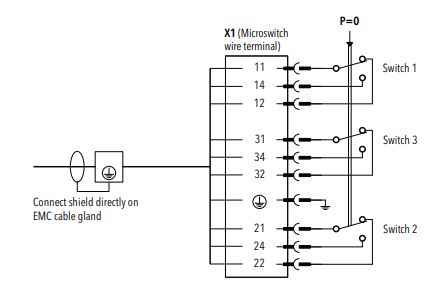 P=0
X1 (Microswitch
wire terminal)
11
Switch 1
14
12
31
Switch 3
34
32
Connect shield directly on
EMC cable gland
21
Switch 2
24
22